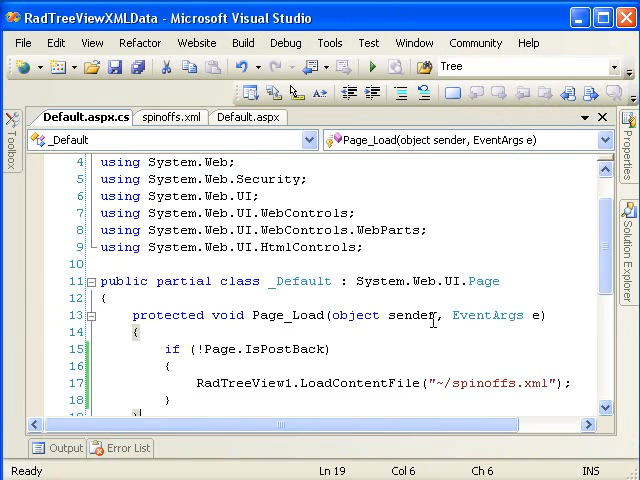 RadTreeViewXMLData - Microsoft Visual Studio
File Edit View Refactor Website Build Debug Tools Test Window Community Help
Tree
Default.aspx.cs spinoffs.xml Default.aspx
_Default Page_Load(object sender, EventArgs e)
Toolbox
Properties
Solution Explorer
4 using System.Web;
5 using System.Web.Security;
6 using System.Web.UI;
7 using System.Web.UI.WebControls;
8 using System.Web.UI.WebControls.WebParts;
9 using System.Web.UI.HtmlControls;
10
11 public partial class _Default : System.Web.UI.Page
12 {
13 protected void Page_Load(object sender, EventArgs e)
14 {
15 if (!Page.IsPostBack)
16 {
17 RadTreeView1.LoadContentFile("~/spinoffs.xml");
18 }
}
Output Error List
Ready Ln 19 Col 6 Ch 6 INS